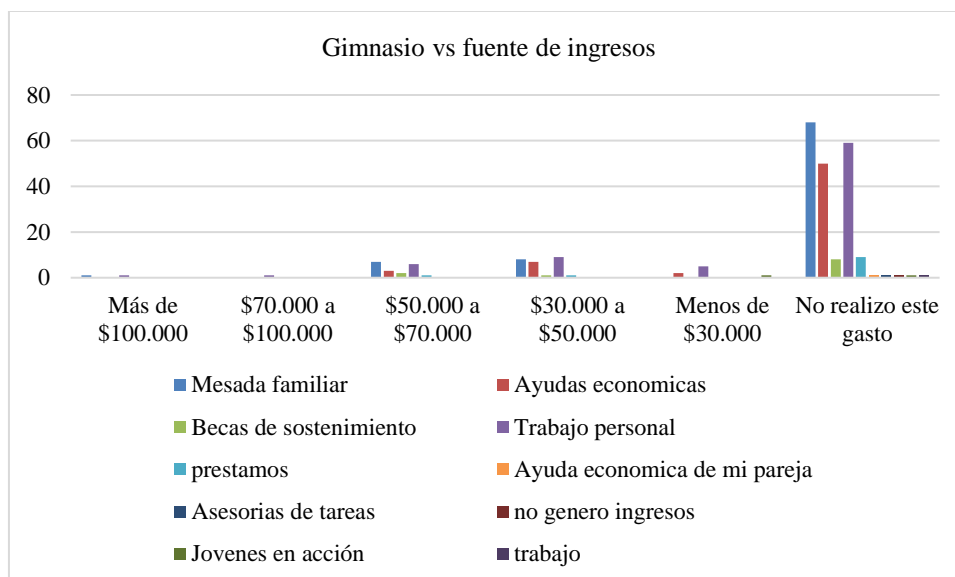 Gimnasio vs fuente de ingresos
80
60
40
20
0
Más de $100.000
$70.000 a $100.000
$50.000 a $70.000
$30.000 a $50.000
Menos de $30.000
No realizo este gasto
Mesada familiar
Ayudas economicas
Becas de sostenimiento
Trabajo personal
prestamos
Ayuda economica de mi pareja
Asesorias de tareas
no genero ingresos
Jovenes en acción
trabajo